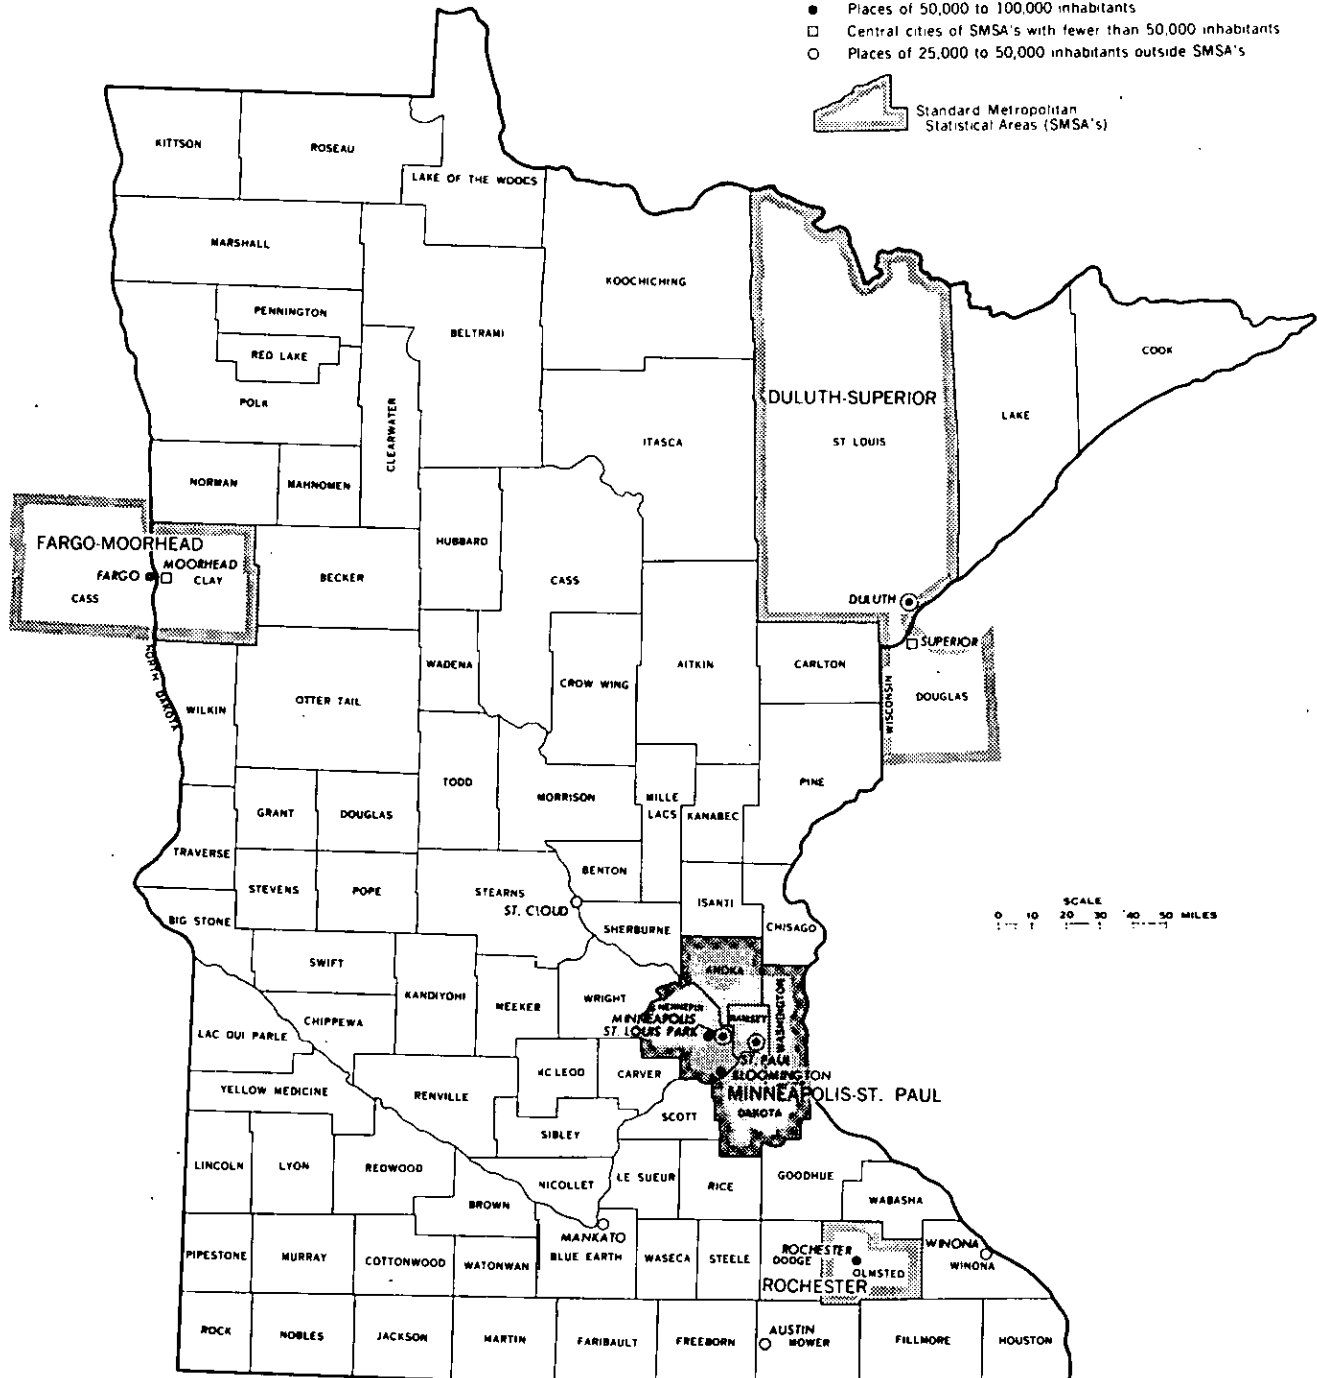 Places of 50,000 to 100,000 inhabitants
Central cities of SMSA's with fewer than 50,000 inhabitants
Places of 25,000 to 50,000 inhabitants outside SMSA's
Standard Metropolitan
Statistical Areas (SMSA's)
KITTSON
ROSEAU
LAKE OF THE WOODS
MARSHALL
KOOCHICHING
PENNINGTON
BELTRAMI
RED LAKE
COOK
POLK
CLEARWATER
DULUTH-SUPERIOR
LAKE
ITASCA
ST LOUIS
NORMAN
MAHNOMEN
HUBBARD
FARGO-MOORHEAD
MOORHEAD
FARGO
CLAY
CASS
BECKER
CASS
DULUTH
SUPERIOR
NORTH DAKOTA
WADENA
AITKIN
CARLTON
CROW WING
WISCONSIN
DOUGLAS
WILKIN
OTTER TAIL
TODD
MORRISON
MILLE
LACS
KANABEC
PINE
GRANT
DOUGLAS
TRAVERSE
BENTON
STEVENS
POPE
STEARNS
ST. CLOUD
ISANTI
SCALE
0 10 20 30 40 50 MILES
BIG STONE
SHERBURNE
CHISAGO
SWIFT
ANOKA
KANDIYOHI
MEEKER
WRIGHT
HENNEPIN
WASHINGTON
MINNEAPOLIS
RAMSEY
CHIPPEWA
ST. LOUIS PARK
LAC QUI PARLE
ST. PAUL
MC LEOD
CARVER
BLOOMINGTON
YELLOW MEDICINE
RENVILLE
MINNEAPOLIS-ST. PAUL
SCOTT
DAKOTA
SIBLEY
LINCOLN
LYON
REDWOOD
NICOLLET
LE SUEUR
RICE
GOODHUE
BROWN
WABASHA
MANKATO
PIPESTONE
MURRAY
COTTONWOOD
WATONWAN
BLUE EARTH
WASECA
STEELE
DODGE
ROCHESTER
OLMSTED
WINONA
WINONA
ROCHESTER
ROCK
NOBLES
JACKSON
MARTIN
FARIBAULT
FREEBORN
AUSTIN
MOWER
FILLMORE
HOUSTON